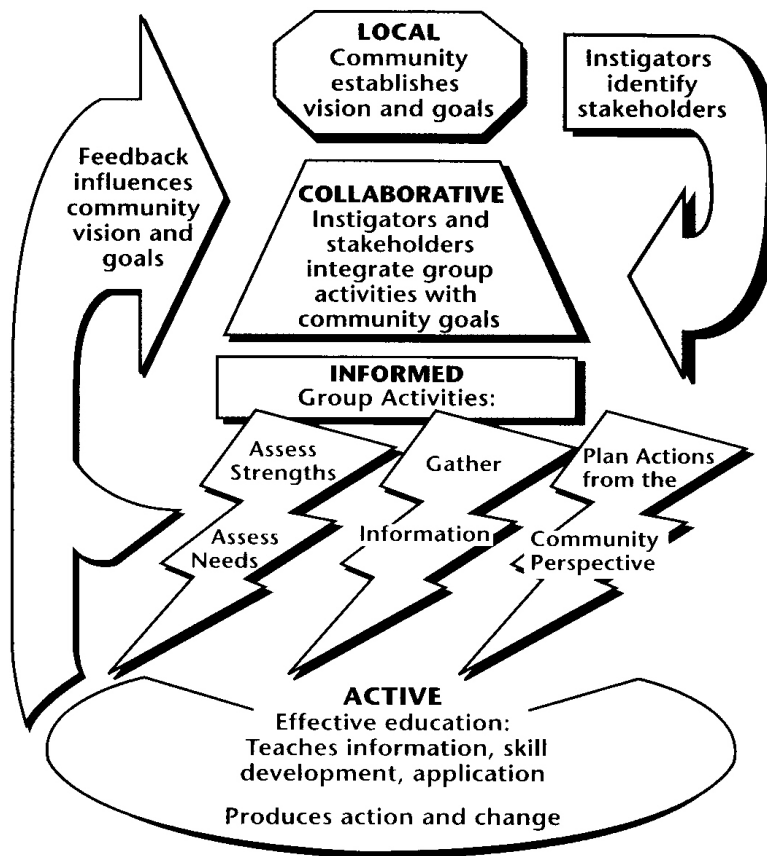 LOCAL
Community
establishes
vision and goals
Instigators
identify
stakeholders
Feedback
influences
community
vision and
goals
COLLABORATIVE
Instigators and
stakeholders
integrate group
activities with
community goals
INFORMED
Group Activities:
Assess
Strengths
Assess
Needs
Gather
Information
Plan Actions
from the
Community
Perspective
ACTIVE
Effective education:
Teaches information, skill
development, application
Produces action and change